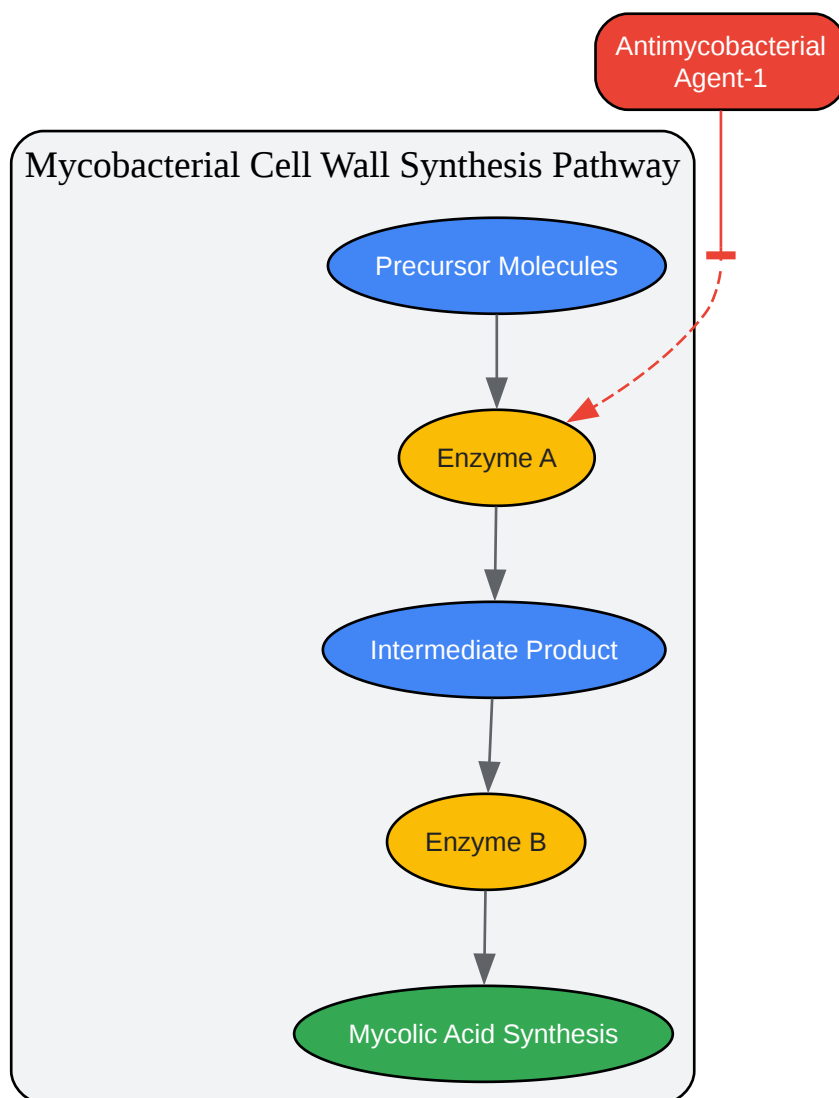 Antimycobacterial
Agent-1
Mycobacterial Cell Wall Synthesis Pathway
Precursor Molecules
Enzyme A
Intermediate Product
Enzyme B
Mycolic Acid Synthesis